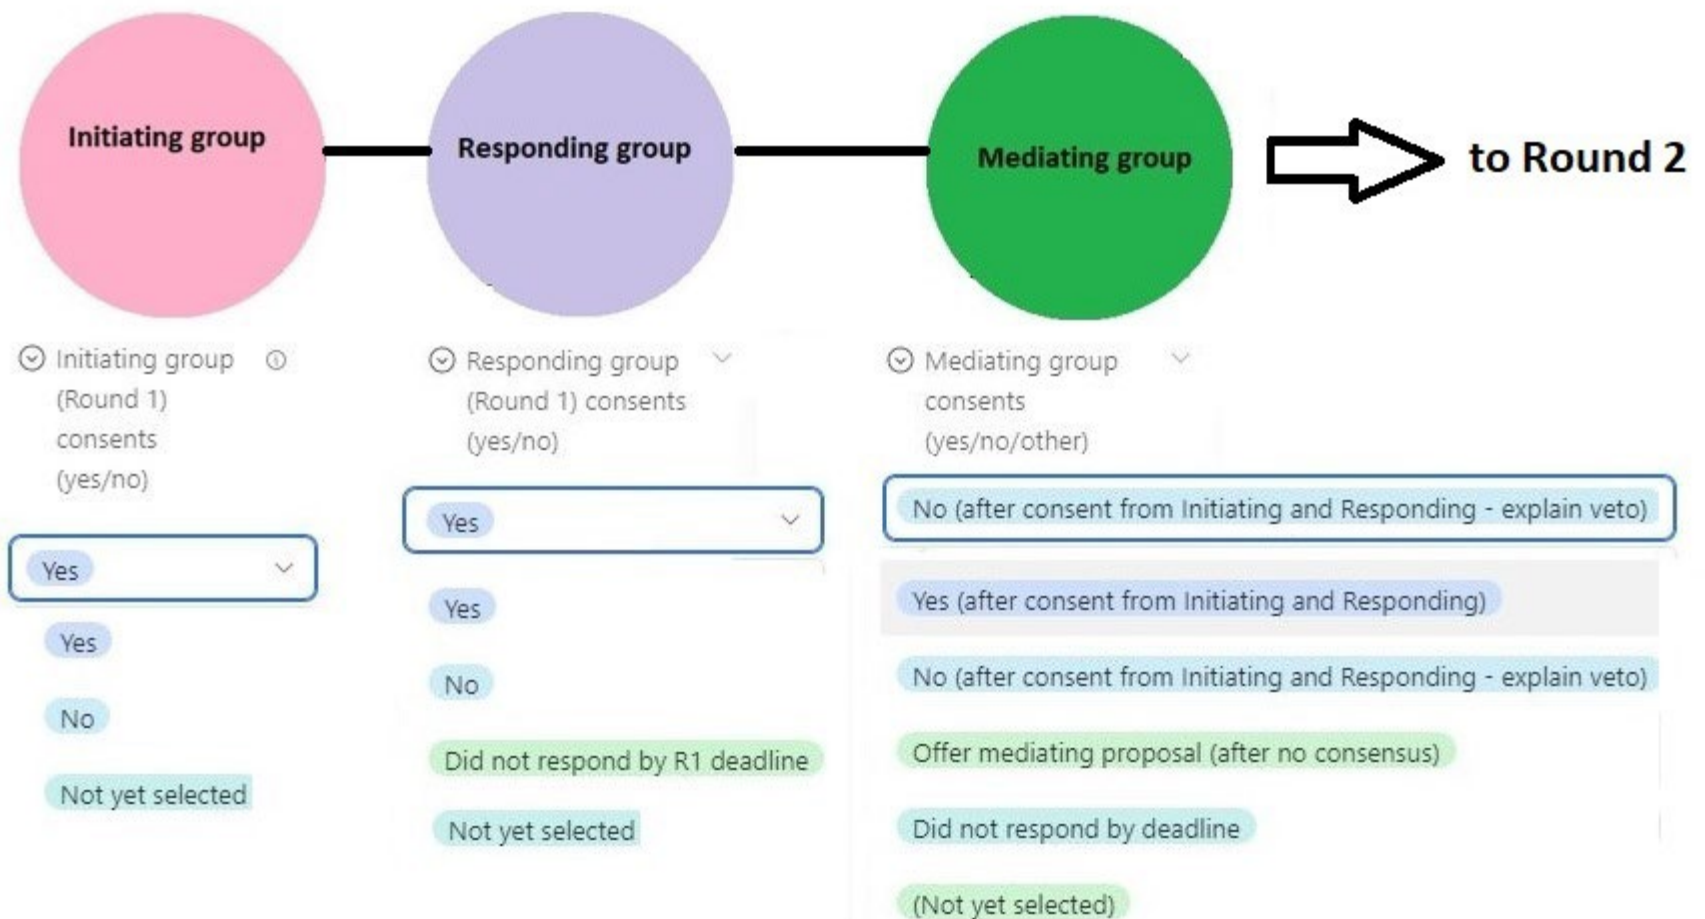 Initiating group
Responding group
Mediating group
to Round 2
Initiating group
(Round 1)
consents
(yes/no)
Yes
Yes
No
Not yet selected
Responding group
(Round 1) consents
(yes/no)
Yes
Yes
No
Did not respond by R1 deadline
Not yet selected
Mediating group
consents
(yes/no/other)
No (after consent from Initiating and Responding - explain veto)
Yes (after consent from Initiating and Responding)
No (after consent from Initiating and Responding - explain veto)
Offer mediating proposal (after no consensus)
Did not respond by deadline
(Not yet selected)